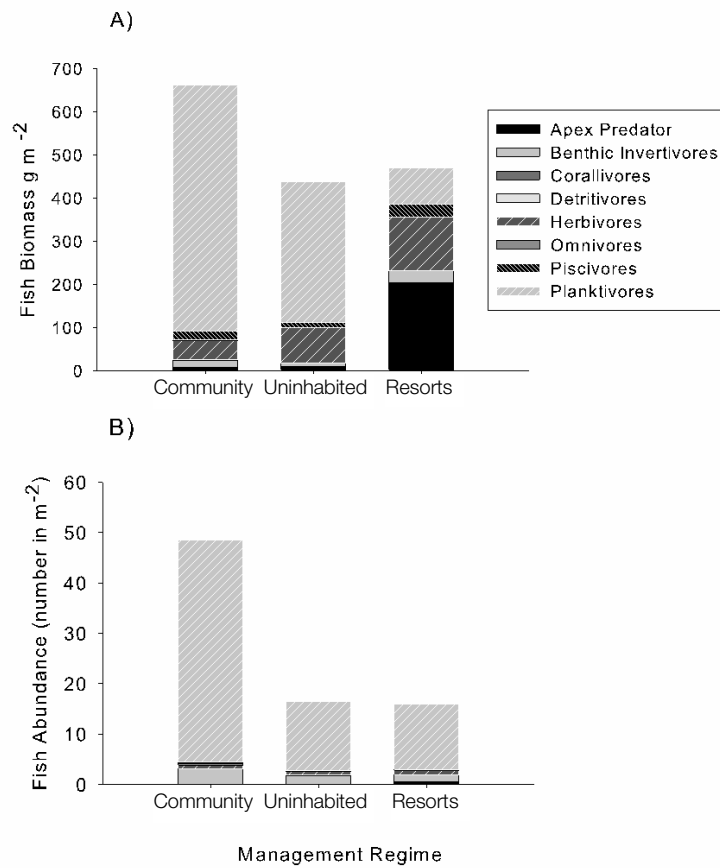 A)
700
600
500
400
300
200
100
0
Fish Biomass g m -2
Community Uninhabited Resorts
Apex Predator
Benthic Invertivores
Corallivores
Detritivores
Herbivores
Omnivores
Piscivores
Planktivores
B)
60
50
40
30
20
10
0
Fish Abundance (number in m-2)
Community Uninhabited Resorts
Management Regime